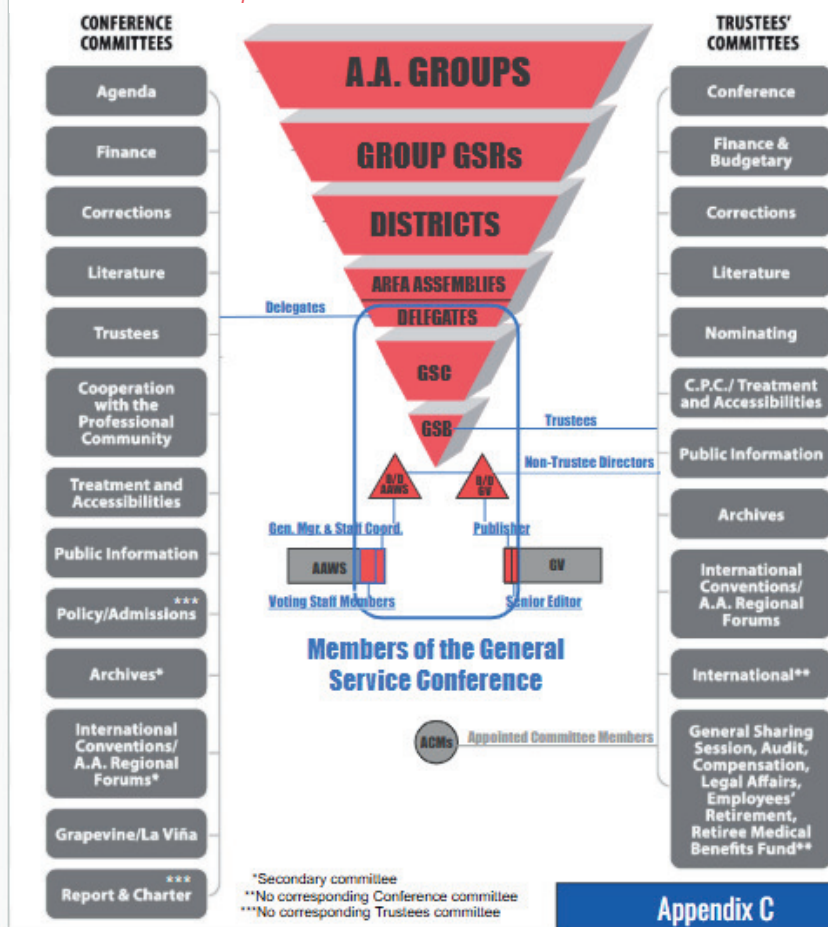 CONFERENCE
COMMITTEES
Agenda
Finance
Corrections
Literature
Trustees
Cooperation
with the
Professional
Community
Treatment and
Accessibilities
Public Information
***
Policy/Admissions
Archives*
International
Conventions/
A.A. Regional
Forums*
Grapevine/La Viña
***
Report & Charter
A.A. GROUPS
GROUP GSRs
DISTRICTS
AREA ASSEMBLIES
Delegates
DELEGATES
GSC
GSB
Trustees
Non-Trustee Directors
B/D
AAWS
B/D
GV
Gen. Mgr. & Staff Coord.
Publisher
AAWS
GV
Voting Staff Members
Senior Editor
Members of the General
Service Conference
ACMs
Appointed Committee Members
*Secondary committee
**No corresponding Conference committee
***No corresponding Trustees committee
TRUSTEES'
COMMITTEES
Conference
Finance &
Budgetary
Corrections
Literature
Nominating
C.P.C./ Treatment
and Accessibilities
Public Information
Archives
International
Conventions/
A.A. Regional
Forums
International**
General Sharing
Session, Audit,
Compensation,
Legal Affairs,
Employees'
Retirement,
Retiree Medical
Benefits Fund**
Appendix C